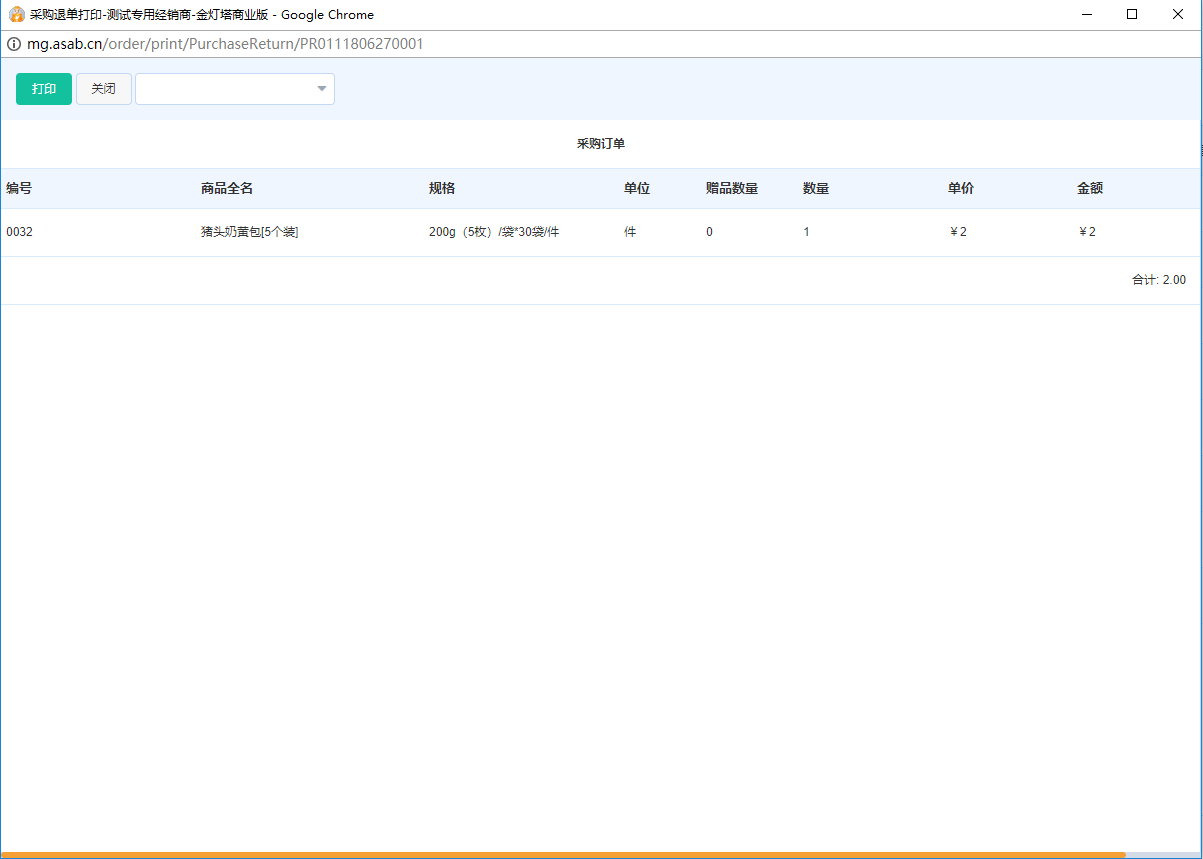 采购退单打印-测试专用经销商-金灯塔商业版 - Google Chrome
mg.asab.cn/order/print/PurchaseReturn/PR0111806270001
打印 关闭
采购订单
编号 商品全名 规格 单位 赠品数量 数量 单价 金额
0032 猪头奶黄包[5个装] 200g（5枚）/袋*30袋/件 件 0 1 ￥2 ￥2
合计: 2.00